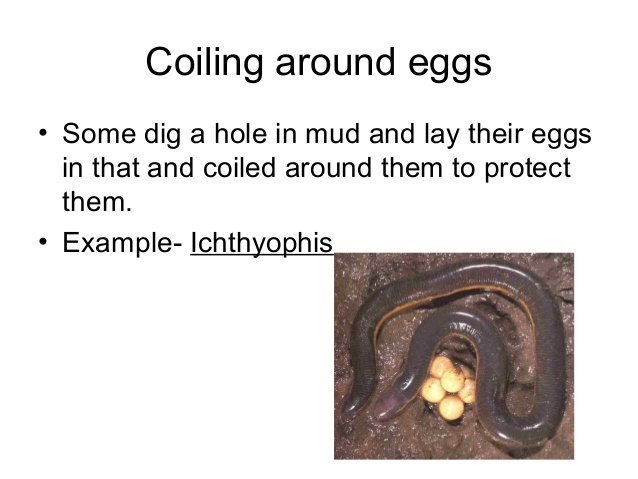 Coiling around eggs
• Some dig a hole in mud and lay their eggs
in that and coiled around them to protect
them.
• Example- Ichthyophis